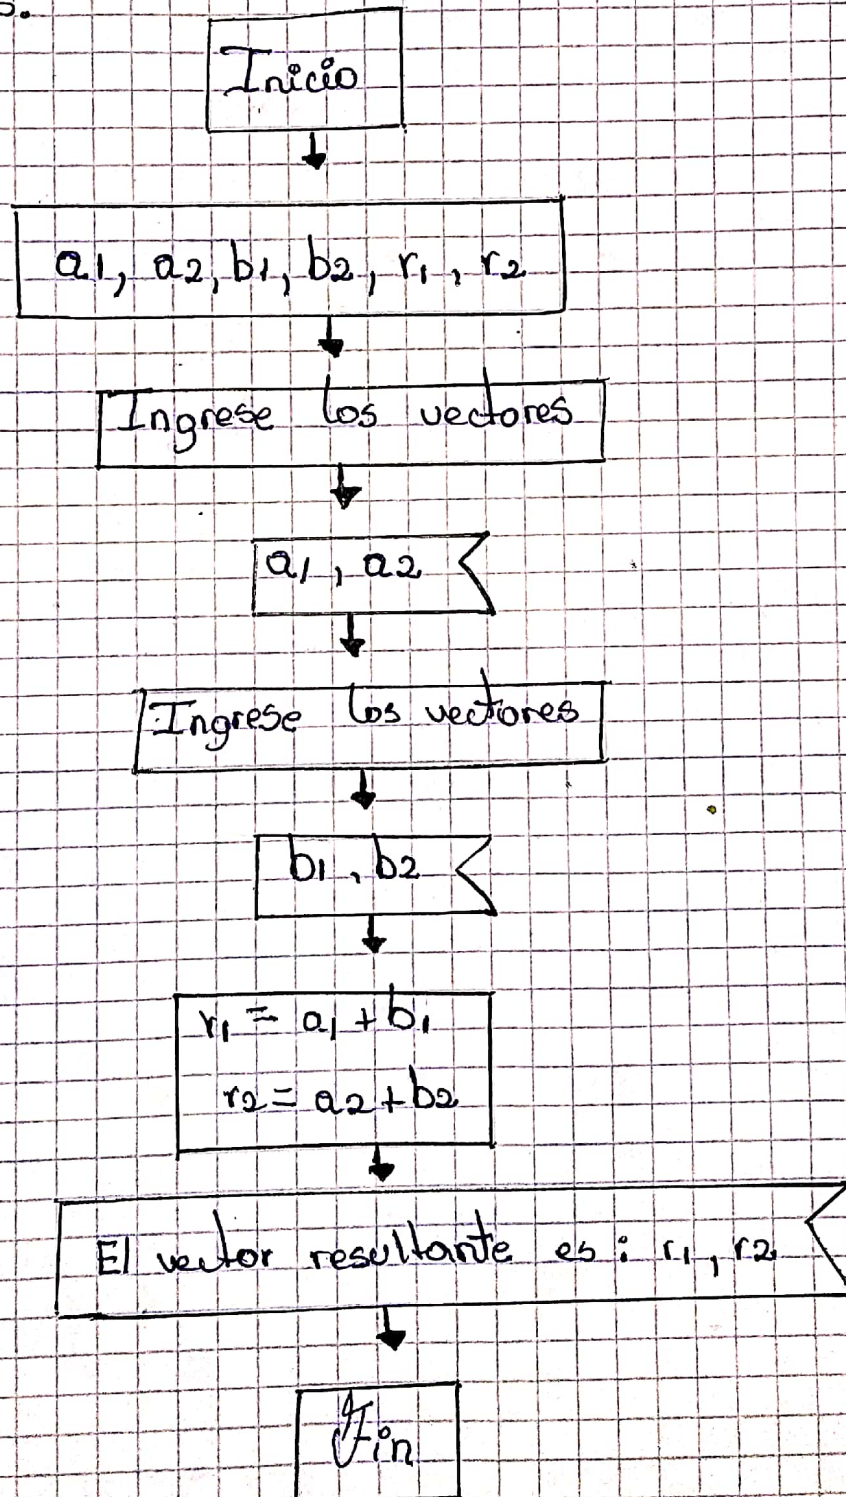 Inicio
a1, a2, b1, b2, r1, r2
Ingrese los vectores
a1, a2
Ingrese los vectores
b1, b2
r1 = a1 + b1
r2 = a2 + b2
El vector resultante es: r1, r2
Fin